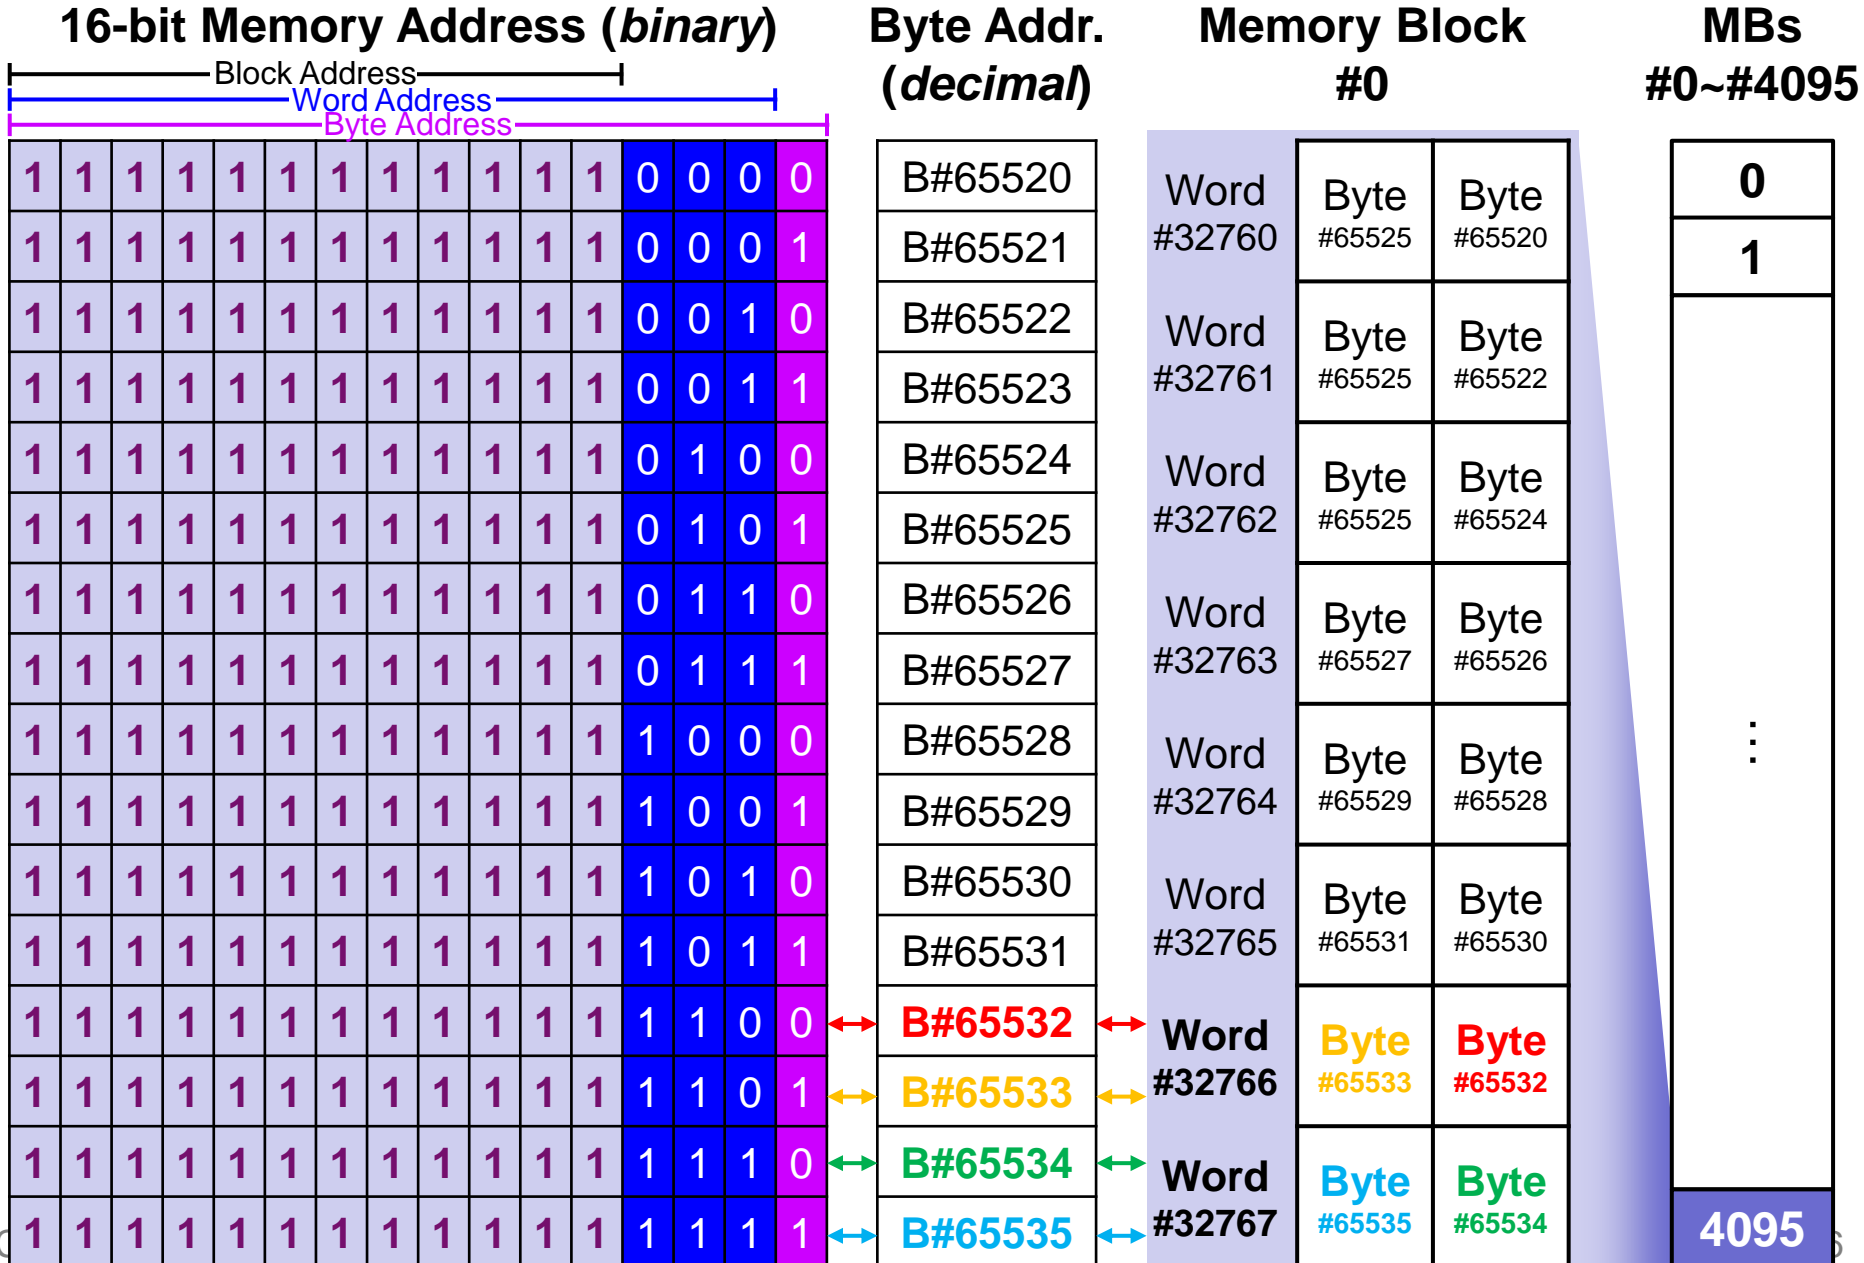 16-bit Memory Address (binary)
Byte Addr.
(decimal)
Memory Block
#0
MBs
#0~#4095
Block Address
Word Address
Byte Address
1 1 1 1 1 1 1 1 1 1 1 1 0 0 0 0
1 1 1 1 1 1 1 1 1 1 1 1 0 0 0 1
1 1 1 1 1 1 1 1 1 1 1 1 0 0 1 0
1 1 1 1 1 1 1 1 1 1 1 1 0 0 1 1
1 1 1 1 1 1 1 1 1 1 1 1 0 1 0 0
1 1 1 1 1 1 1 1 1 1 1 1 0 1 0 1
1 1 1 1 1 1 1 1 1 1 1 1 0 1 1 0
1 1 1 1 1 1 1 1 1 1 1 1 0 1 1 1
1 1 1 1 1 1 1 1 1 1 1 1 1 0 0 0
1 1 1 1 1 1 1 1 1 1 1 1 1 0 0 1
1 1 1 1 1 1 1 1 1 1 1 1 1 0 1 0
1 1 1 1 1 1 1 1 1 1 1 1 1 0 1 1
1 1 1 1 1 1 1 1 1 1 1 1 1 1 0 0
1 1 1 1 1 1 1 1 1 1 1 1 1 1 0 1
1 1 1 1 1 1 1 1 1 1 1 1 1 1 1 0
1 1 1 1 1 1 1 1 1 1 1 1 1 1 1 1
B#65520
B#65521
B#65522
B#65523
B#65524
B#65525
B#65526
B#65527
B#65528
B#65529
B#65530
B#65531
B#65532
B#65533
B#65534
B#65535
Word Byte Byte
#32760 #65525 #65520
Word Byte Byte
#32761 #65525 #65522
Word Byte Byte
#32762 #65525 #65524
Word Byte Byte
#32763 #65527 #65526
Word Byte Byte
#32764 #65529 #65528
Word Byte Byte
#32765 #65531 #65530
Word Byte Byte
#32766 #65533 #65532
Word Byte Byte
#32767 #65535 #65534
0
1
⋮
4095